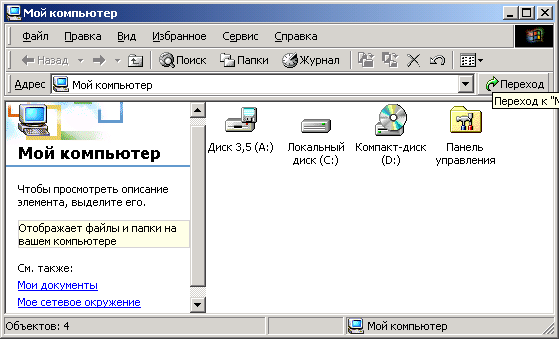 Мой компьютер
Файл Правка Вид Избранное Сервис Справка
Назад Поиск Папки Журнал
Адрес Мой компьютер Переход
Переход к "М
Мой компьютер
Чтобы просмотреть описание
элемента, выделите его.
Отображает файлы и папки на
вашем компьютере
См. также:
Мои документы
Мое сетевое окружение
Диск 3,5 (A:)
Локальный
диск (C:)
Компакт-диск
(D:)
Панель
управления
Объектов: 4 Мой компьютер